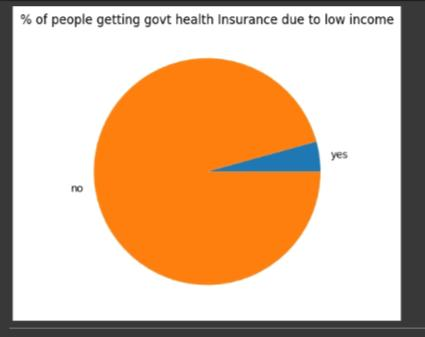 % of people getting govt health Insurance due to low income
yes
no